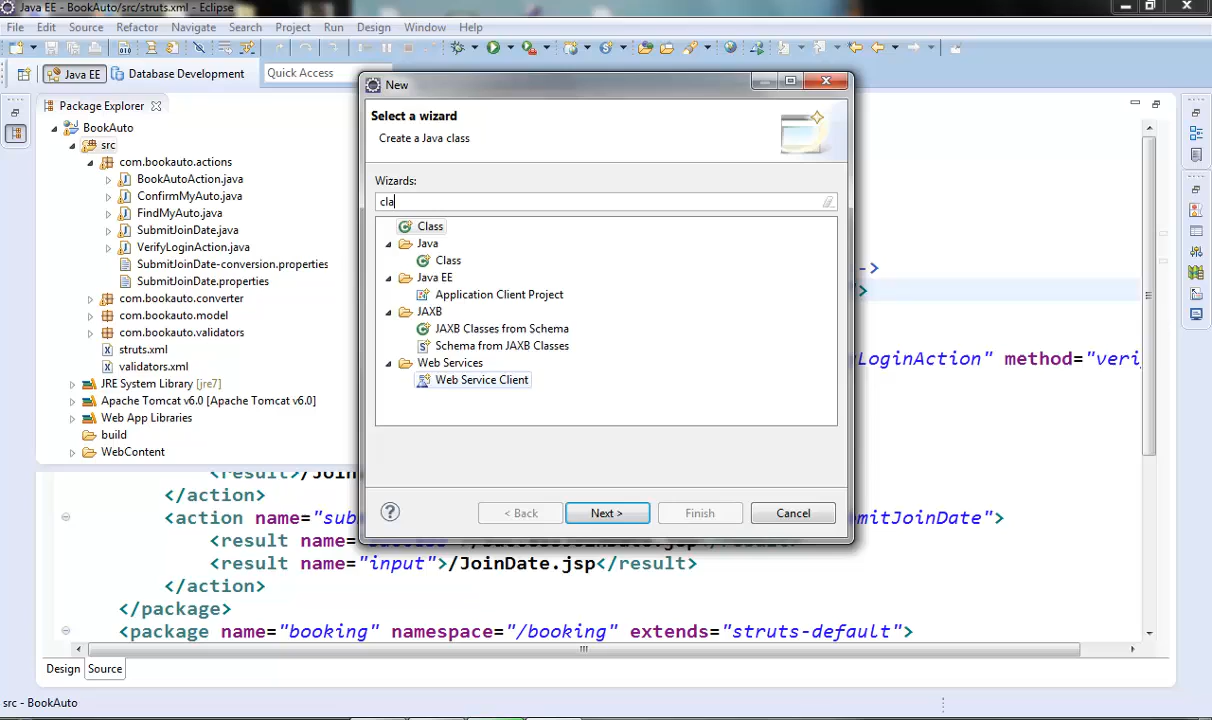 Java EE - BookAuto/src/struts.xml - Eclipse
File Edit Source Refactor Navigate Search Project Run Design Window Help
Java EE Database Development Quick Access
Package Explorer
BookAuto
src
com.bookauto.actions
BookAutoAction.java
ConfirmMyAuto.java
FindMyAuto.java
SubmitJoinDate.java
VerifyLoginAction.java
SubmitJoinDate-conversion.properties
SubmitJoinDate.properties
com.bookauto.converter
com.bookauto.model
com.bookauto.validators
struts.xml
validators.xml
JRE System Library [jre7]
Apache Tomcat v6.0 [Apache Tomcat v6.0]
Web App Libraries
build
WebContent
New
Select a wizard
Create a Java class
Wizards:
cla
Class
Java
Class
Java EE
Application Client Project
JAXB
JAXB Classes from Schema
Schema from JAXB Classes
Web Services
Web Service Client
< Back Next > Finish Cancel
->
>
LoginAction" method="veri
</action>
mitJoinDate">
<result name="input">/JoinDate.jsp</result>
</action>
</package>
<package name="booking" namespace="/booking" extends="struts-default">
Design Source
src - BookAuto